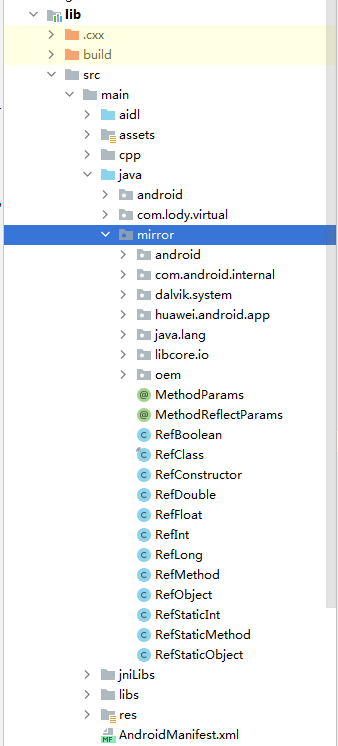 lib
.cxx
build
src
main
aidl
assets
cpp
java
android
com.lody.virtual
mirror
android
com.android.internal
dalvik.system
huawei.android.app
java.lang
libcore.io
oem
MethodParams
MethodReflectParams
RefBoolean
RefClass
RefConstructor
RefDouble
RefFloat
RefInt
RefLong
RefMethod
RefObject
RefStaticInt
RefStaticMethod
RefStaticObject
jniLibs
libs
res
AndroidManifest.xml